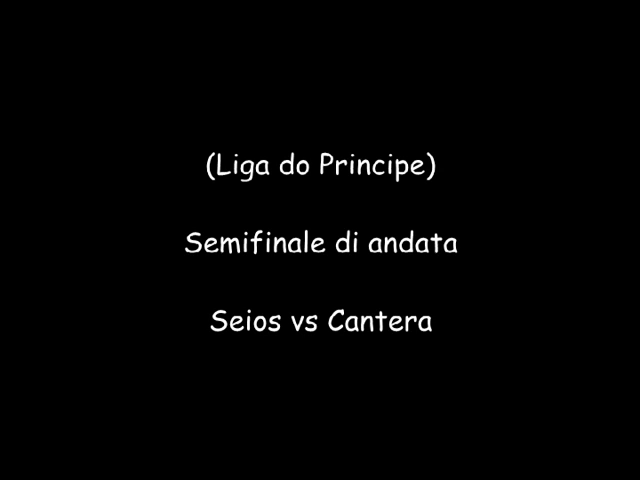 (Liga do Principe)
Semifinale di andata
Seios vs Cantera